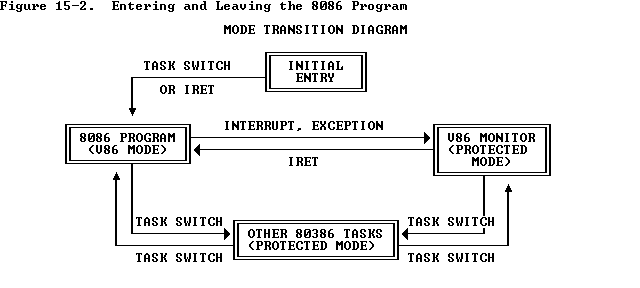 Figure 15-2. Entering and Leaving the 8086 Program
MODE TRANSITION DIAGRAM
TASK SWITCH
OR IRET
INITIAL
ENTRY
8086 PROGRAM
(V86 MODE)
INTERRUPT, EXCEPTION
IRET
V86 MONITOR
(PROTECTED
MODE)
TASK SWITCH
TASK SWITCH
OTHER 80386 TASKS
(PROTECTED MODE)
TASK SWITCH
TASK SWITCH